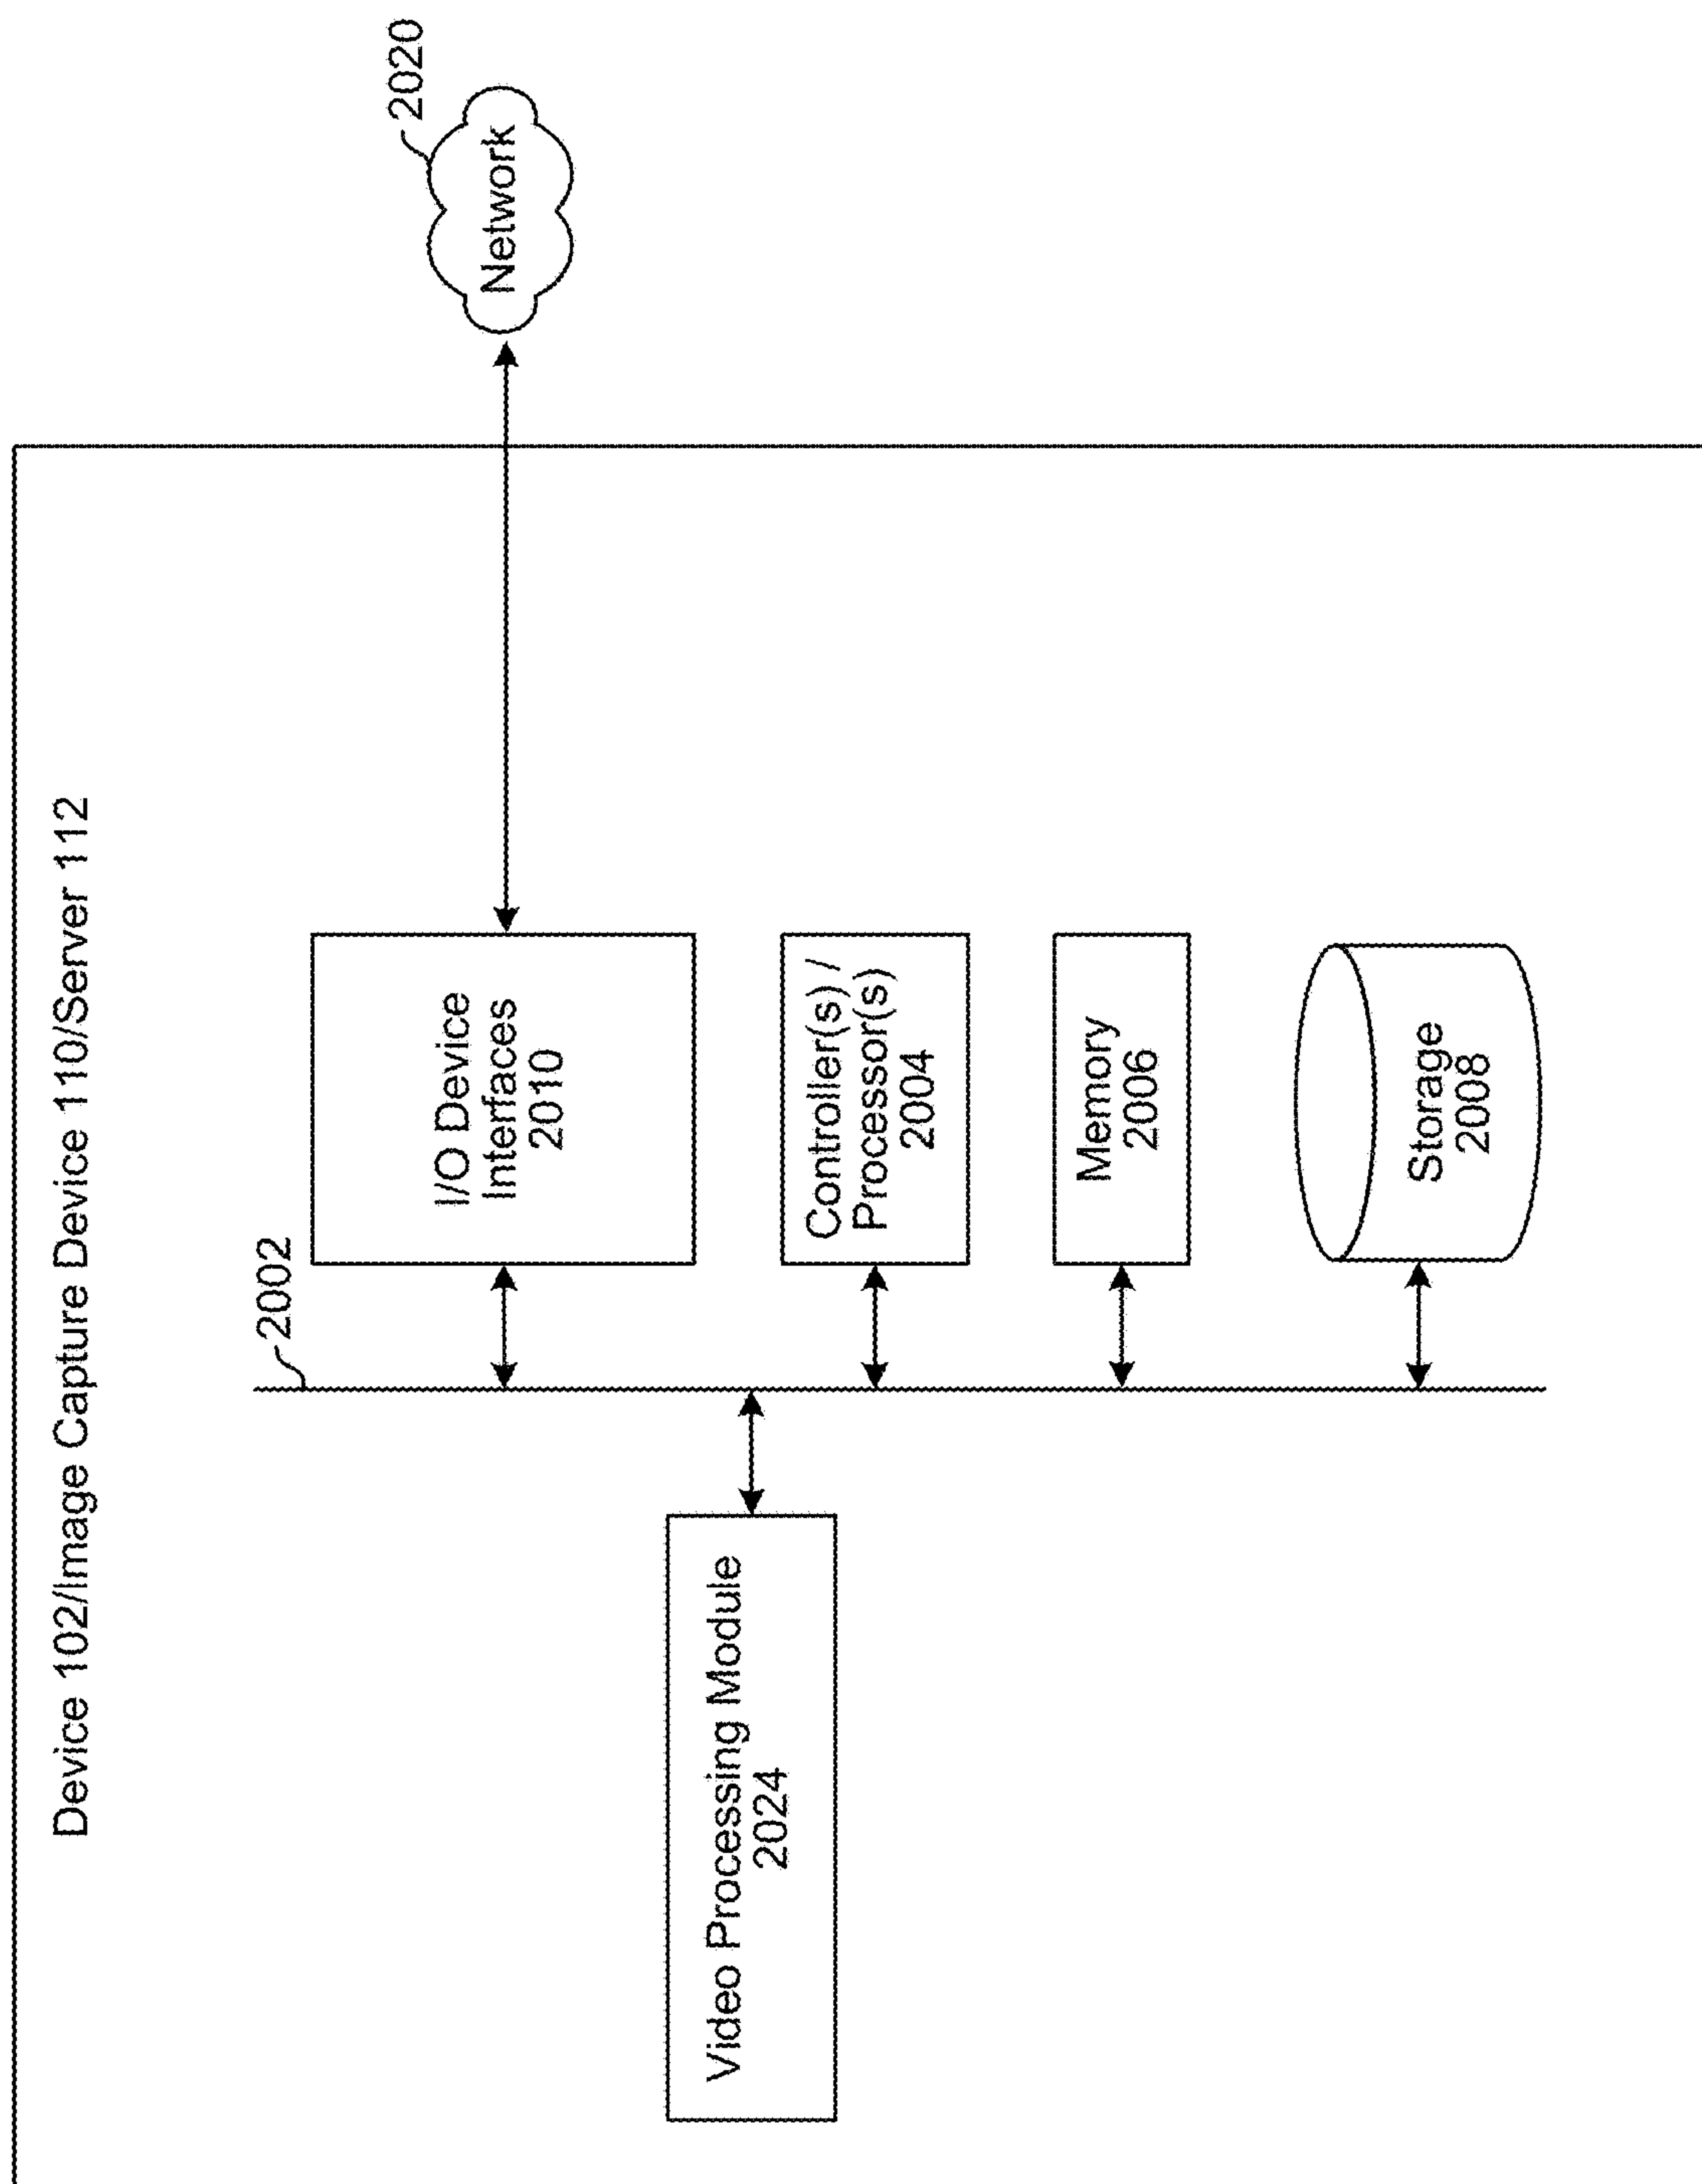 Device 102/Image Capture Device 110/Server 112
2002
2020
I/O Device
Interfaces
2010
Network
Video Processing Module
2024
Controller(s) /
Processor(s)
2004
Memory
2006
Storage
2008